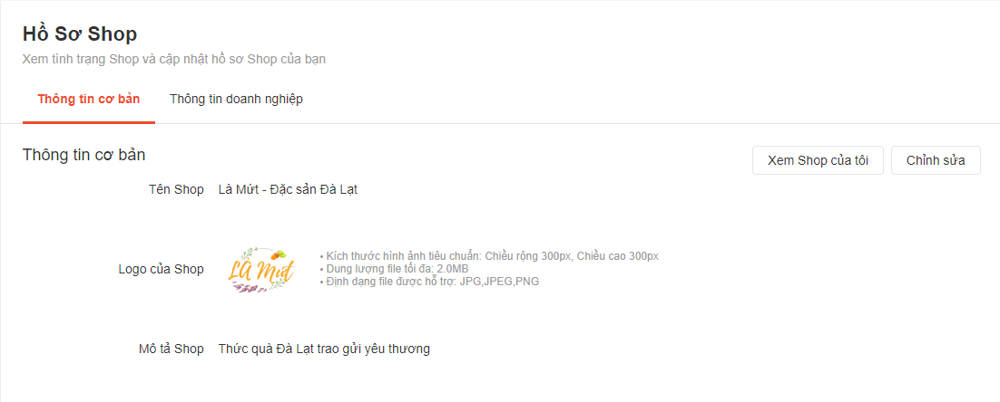 Hồ Sơ Shop
Xem tình trạng Shop và cập nhật hồ sơ Shop của bạn
Thông tin cơ bản
Thông tin doanh nghiệp
Thông tin cơ bản
Xem Shop của tôi
Chỉnh sửa
Tên Shop
Là Mứt - Đặc sản Đà Lạt
Logo của Shop
LÀ Mứt
• Kích thước hình ảnh tiêu chuẩn: Chiều rộng 300px, Chiều cao 300px
• Dung lượng file tối đa: 2.0MB
• Định dạng file được hỗ trợ: JPG,JPEG,PNG
Mô tả Shop
Thức quà Đà Lạt trao gửi yêu thương